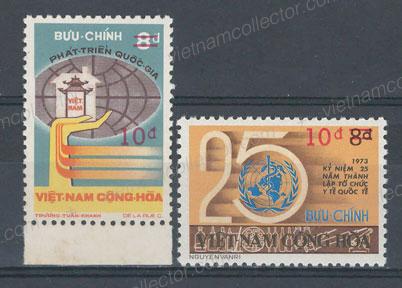 BƯU-CHÍNH
8đ
PHÁT-TRIỂN QUỐC-GIA
VIỆT
NAM
10đ
VIỆT-NAM CỘNG-HÒA
TRƯƠNG-TUẤN-KHANH DE LA RUE C.
25
10đ 8đ
1973
KỶ NIỆM 25
NĂM THÀNH
LẬP TỔ CHỨC
Y TẾ QUỐC TẾ
BƯU-CHÍNH
VIỆT-NAM CỘNG HÒA
NGUYENVANRI
vietnamcollector.com